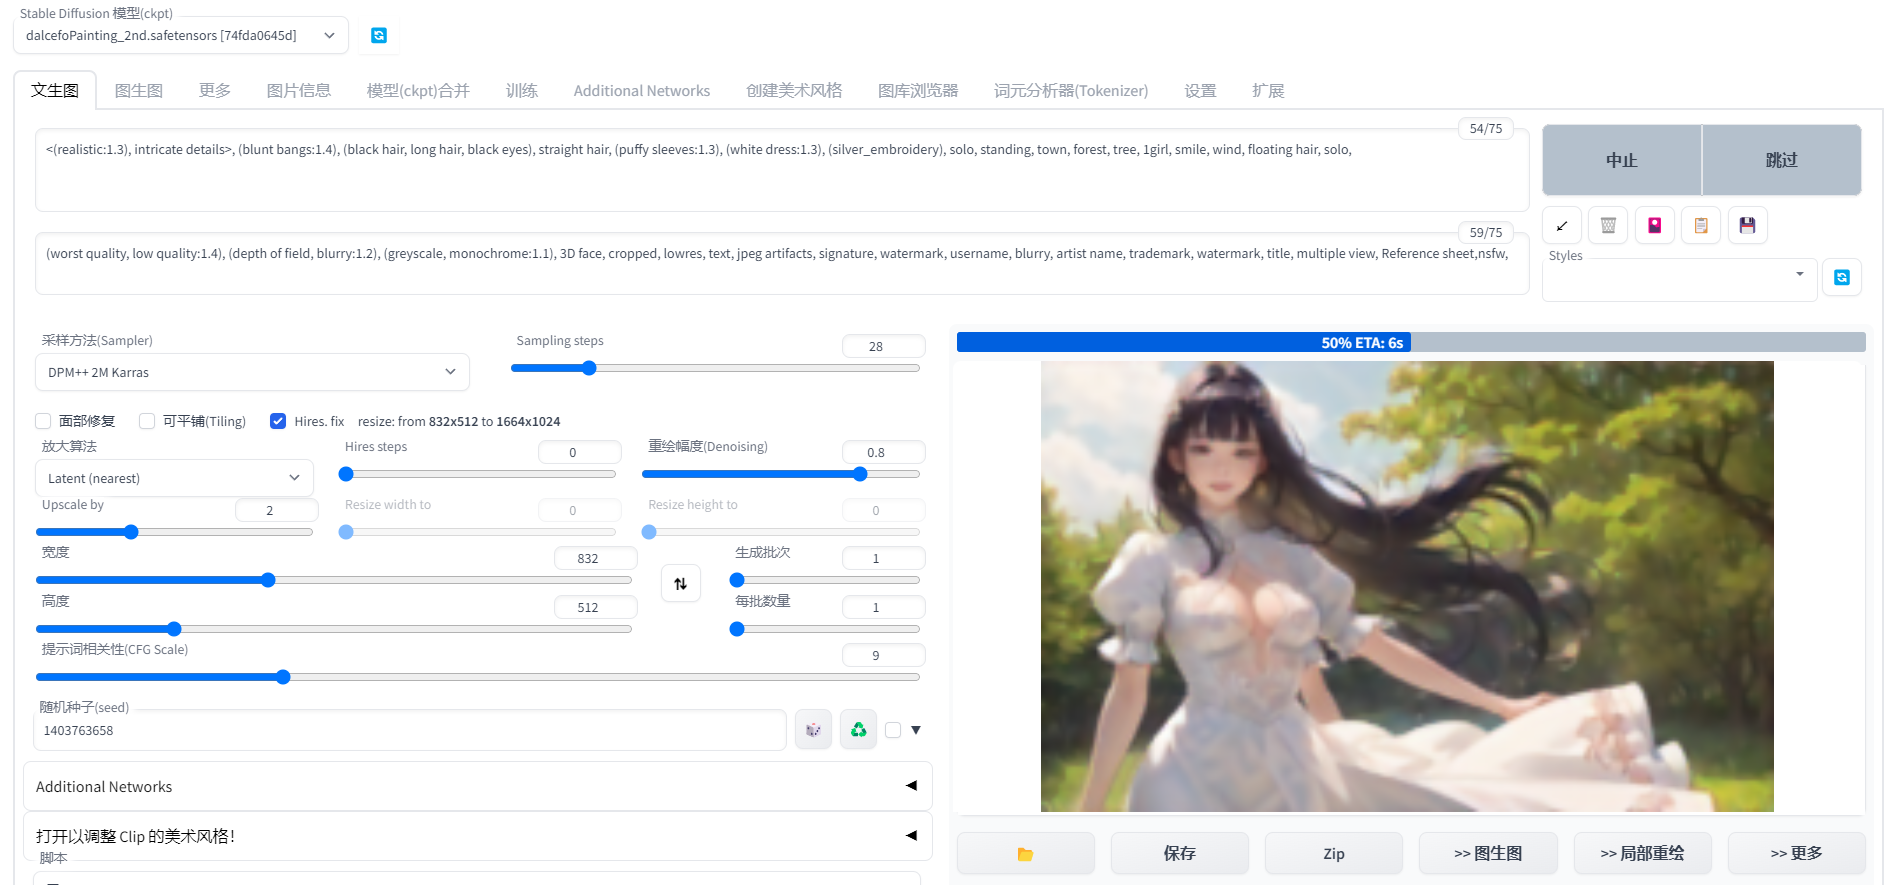 Stable Diffusion 模型(ckpt)
dalcefoPainting_2nd.safetensors [74fda0645d]
文生图 图生图 更多 图片信息 模型(ckpt)合并 训练 Additional Networks 创建美术风格 图库浏览器 词元分析器(Tokenizer) 设置 扩展
54/75
<(realistic:1.3), intricate details>, (blunt bangs:1.4), (black hair, long hair, black eyes), straight hair, (puffy sleeves:1.3), (white dress:1.3), (silver_embroidery), solo, standing, town, forest, tree, 1girl, smile, wind, floating hair, solo,
中止 跳过
59/75
(worst quality, low quality:1.4), (depth of field, blurry:1.2), (greyscale, monochrome:1.1), 3D face, cropped, lowres, text, jpeg artifacts, signature, watermark, username, blurry, artist name, trademark, watermark, title, multiple view, Reference sheet,nsfw,
Styles
采样方法(Sampler)
DPM++ 2M Karras
Sampling steps 28
50% ETA: 6s
面部修复 可平铺(Tiling) Hires. fix resize: from 832x512 to 1664x1024
放大算法
Latent (nearest)
Hires steps 0
重绘幅度(Denoising) 0.8
Upscale by 2
Resize width to 0
Resize height to 0
宽度 832
生成批次 1
高度 512
每批数量 1
提示词相关性(CFG Scale) 9
随机种子(seed)
1403763658
Additional Networks
打开以调整 Clip 的美术风格！
脚本
保存 Zip >> 图生图 >> 局部重绘 >> 更多